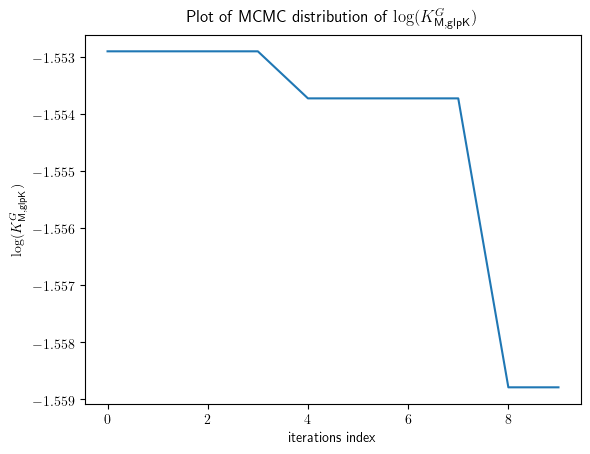 Plot of MCMC distribution of log(K^G_M,glpK)
−1.553
−1.554
−1.555
−1.556
−1.557
−1.558
−1.559
log(K^G_M,glpK)
0 2 4 6 8
iterations index